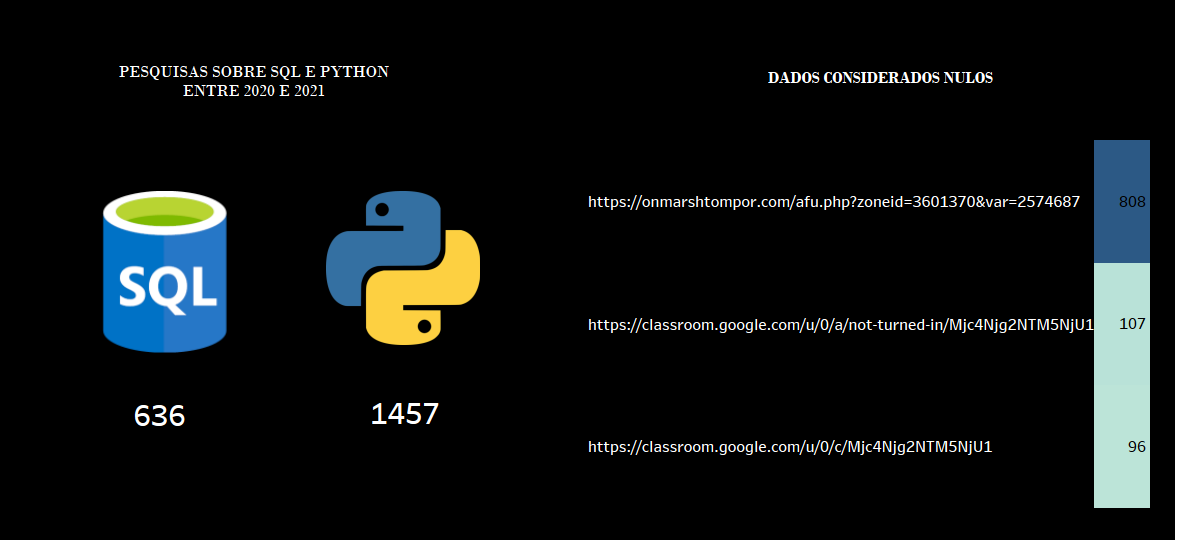 PESQUISAS SOBRE SQL E PYTHON
ENTRE 2020 E 2021
SQL
636
1457
DADOS CONSIDERADOS NULOS
https://onmarshtompor.com/afu.php?zoneid=3601370&var=2574687 808
https://classroom.google.com/u/0/a/not-turned-in/Mjc4Njg2NTM5NjU1 107
https://classroom.google.com/u/0/c/Mjc4Njg2NTM5NjU1 96